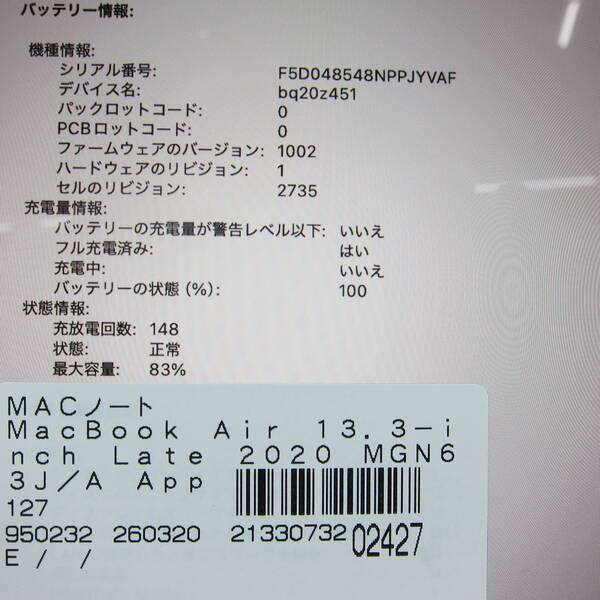 バッテリー情報:
機種情報:
シリアル番号: F5D048548NPPJYVAF
デバイス名: bq20z451
パックロットコード: 0
PCBロットコード: 0
ファームウェアのバージョン: 1002
ハードウェアのリビジョン: 1
セルのリビジョン: 2735
充電量情報:
バッテリーの充電量が警告レベル以下: いいえ
フル充電済み: はい
充電中: いいえ
バッテリーの状態 (%): 100
状態情報:
充放電回数: 148
状態: 正常
最大容量: 83%
MACノート
MacBook Air 13.3-i
nch Late 2020 MGN6
3J/A App
127
950232 260320 21330732 02427
E / /